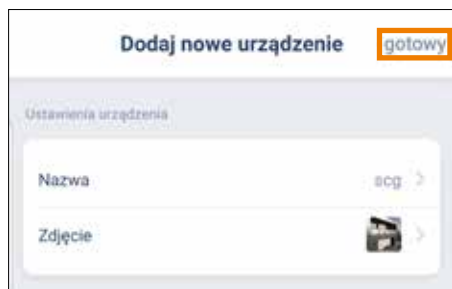 Dodaj nowe urządzenie gotowy
Ustawienia urządzenia
Nazwa scg
Zdjęcie